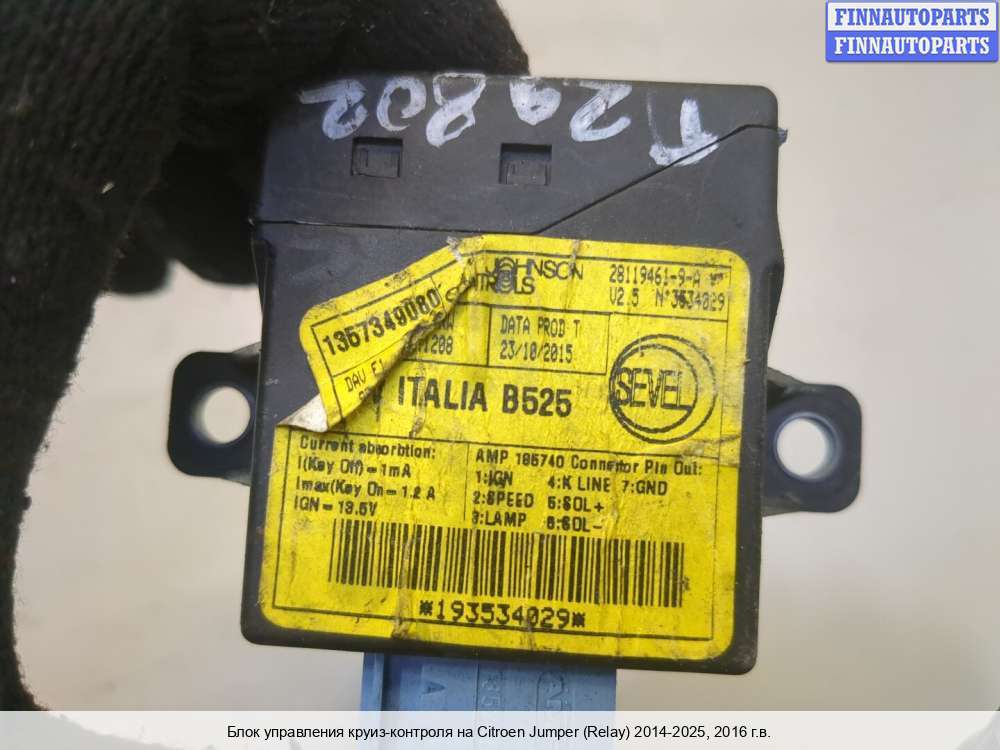 FINNAUTOPARTS
FINNAUTOPARTS
T29802
JOHNSON
CONTROLS
28119461-9-A
V2.5 N°3534029
1357349080
1208
DATA PROD T
23/10/2015
DAV F1
ITALIA B525
SEVEL
Current absorbtion:
I(Key Off)=1mA
Imax(Key On=1.2 A
IGN=13.5V
AMP 185740 Connector Pin Out:
1:IGN 4:K LINE 7:GND
2:SPEED 5:SOL+
3:LAMP 6:SOL-
*193534029*
A
Блок управления круиз-контроля на Citroen Jumper (Relay) 2014-2025, 2016 г.в.